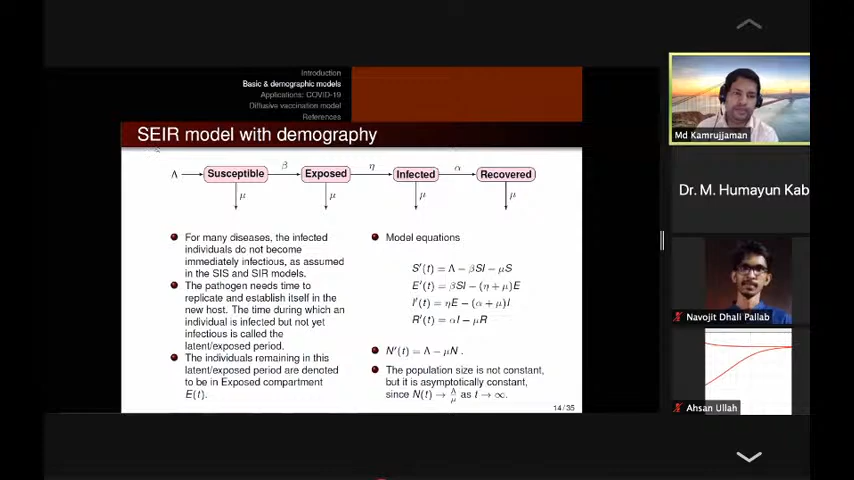 Introduction
Basic & demographic models
Applications: COVID-19
Diffusive vaccination model
References
SEIR model with demography
Λ Susceptible β Exposed η Infected α Recovered
μ μ μ μ
For many diseases, the infected
individuals do not become
immediately infectious, as assumed
in the SIS and SIR models.
The pathogen needs time to
replicate and establish itself in the
new host. The time during which an
individual is infected but not yet
infectious is called the
latent/exposed period.
The individuals remaining in this
latent/exposed period are denoted
to be in Exposed compartment
E(t).
Model equations
S′(t) = Λ − βSI − μS
E′(t) = βSI − (η + μ)E
I′(t) = ηE − (α + μ)I
R′(t) = αI − μR
N′(t) = Λ − μN .
The population size is not constant,
but it is asymptotically constant,
since N(t) → Λ/μ as t → ∞.
14/35
Md Kamrujjaman
Dr. M. Humayun Kab
Navojit Dhali Pallab
Ahsan Ullah